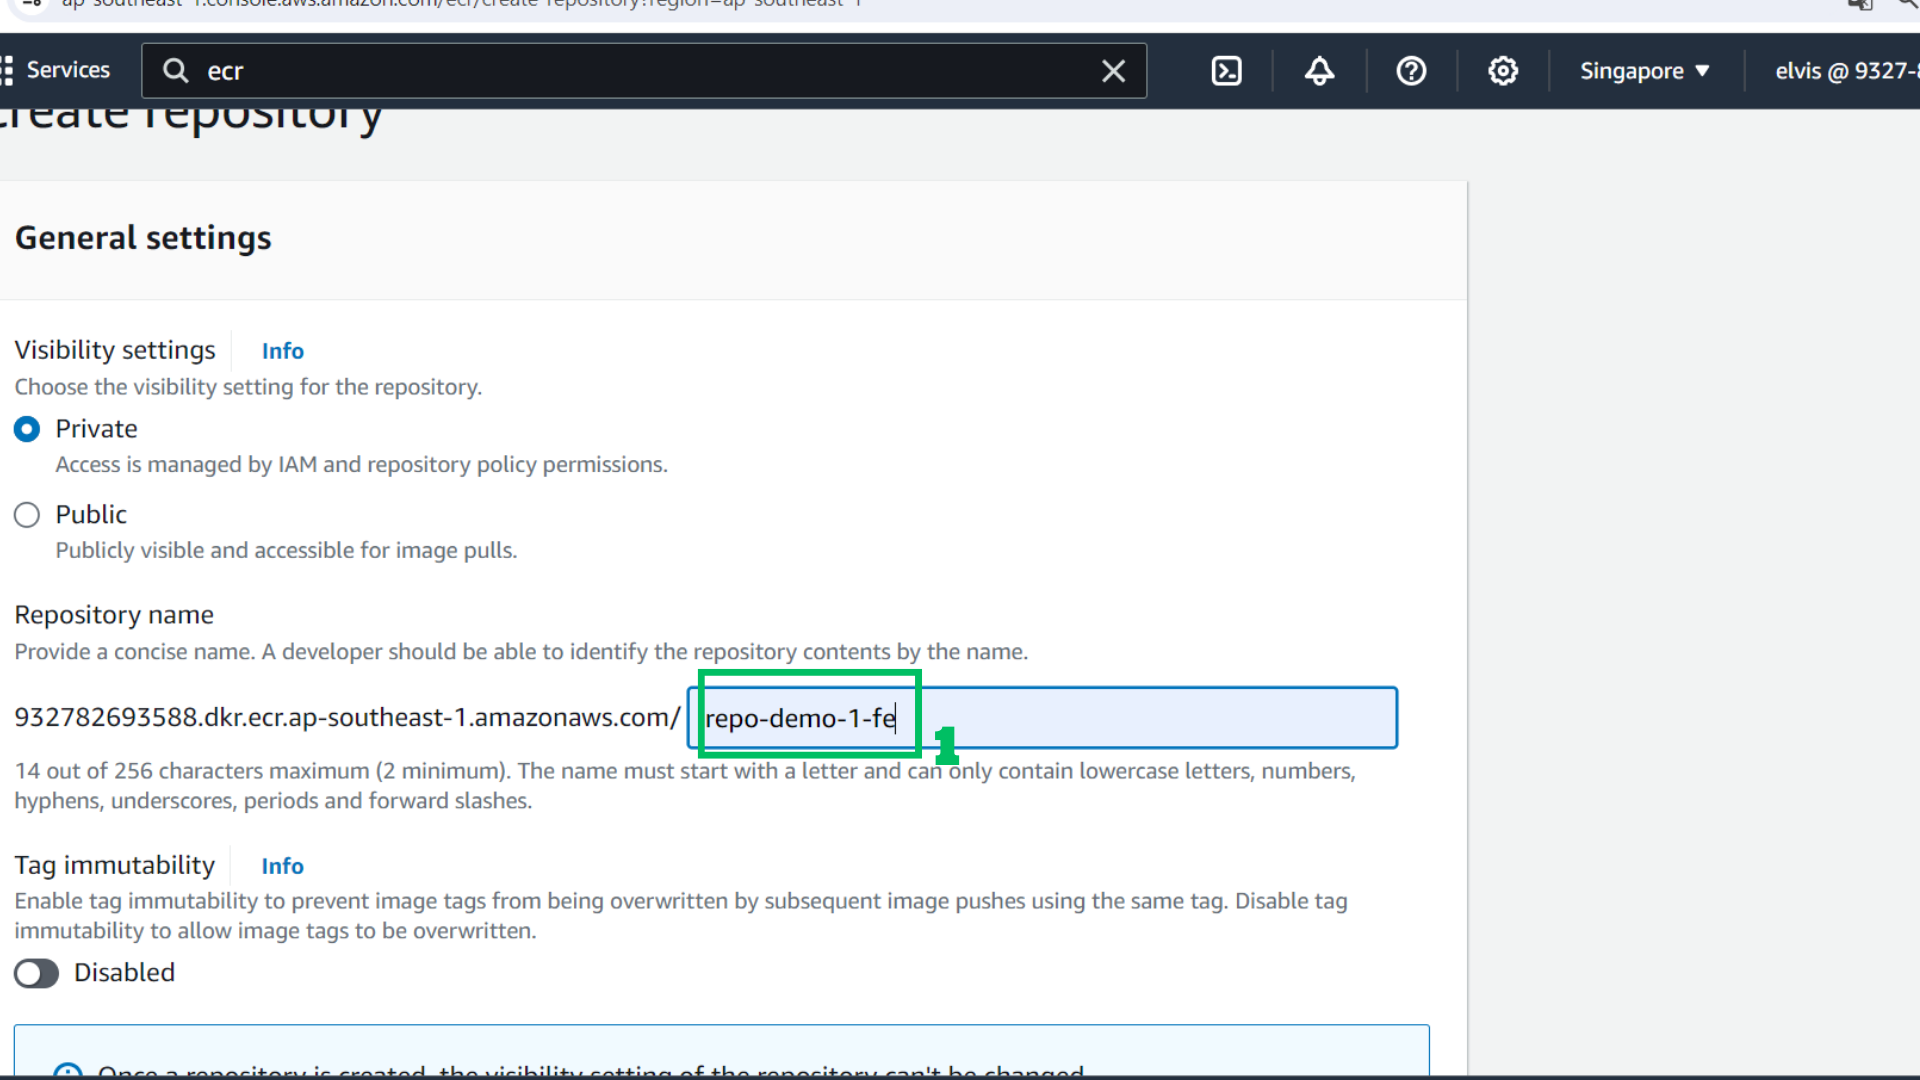 ap-southeast-1.console.aws.amazon.com/ecr/create-repository?region=ap-southeast-1
Services
ecr
Singapore ▼
elvis @ 9327-8
Create repository
General settings
Visibility settings
Info
Choose the visibility setting for the repository.
Private
Access is managed by IAM and repository policy permissions.
Public
Publicly visible and accessible for image pulls.
Repository name
Provide a concise name. A developer should be able to identify the repository contents by the name.
932782693588.dkr.ecr.ap-southeast-1.amazonaws.com/
repo-demo-1-fe
1
14 out of 256 characters maximum (2 minimum). The name must start with a letter and can only contain lowercase letters, numbers,
hyphens, underscores, periods and forward slashes.
Tag immutability
Info
Enable tag immutability to prevent image tags from being overwritten by subsequent image pushes using the same tag. Disable tag
immutability to allow image tags to be overwritten.
Disabled
Once a repository is created, the visibility setting of the repository can't be changed.